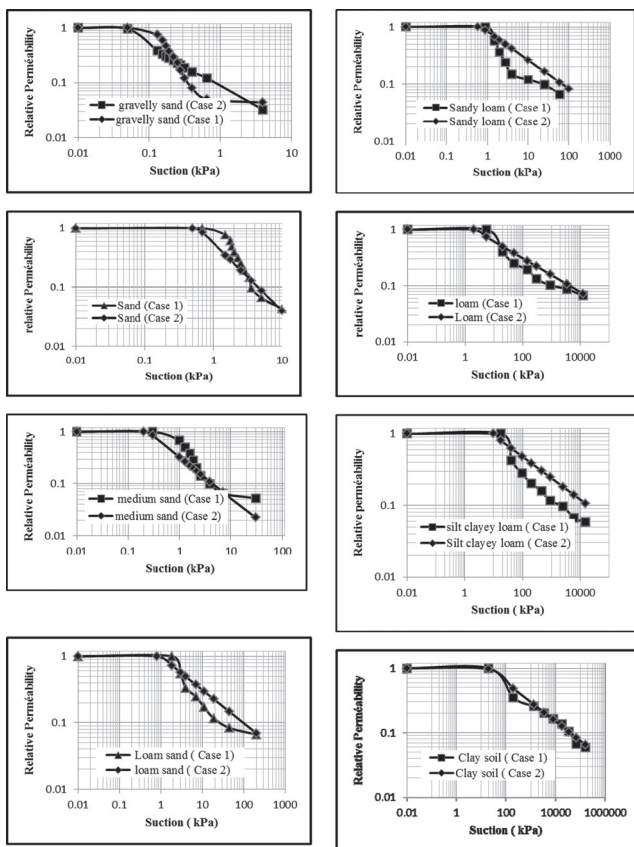 Relative Perméability
1
0.1
0.01
gravelly sand (Case 2)
gravelly sand (Case 1)
0.01 0.1 1 10
Suction (kPa)
Relative Perméability
1
0.1
0.01
Sandy loam ( Case 1)
Sandy loam ( Case 2)
0.01 0.1 1 10 100 1000
Suction (kPa)
relative Perméability
1
0.1
0.01
Sand (Case 1)
Sand (Case 2)
0.01 0.1 1 10
Suction (kPa)
relative Perméability
1
0.1
0.01
loam (Case 1)
Loam (Case 2)
0.01 1 100 10000
Suction ( kPa)
Relative Perméability
1
0.1
0.01
medium sand (Case 1)
medium sand (Case 2)
0.01 0.1 1 10 100
Suction (kPa)
Relative perméability
1
0.1
0.01
silt clayey loam ( Case 1)
Silt clayey loam ( Case 2)
0.01 1 100 10000
Suction ( kPa)
Relative Perméability
1
0.1
0.01
Loam sand ( Case 1)
loam sand ( Case 2)
0.01 0.1 1 10 100 1000
Suction ( kPa)
Relative Perméability
1
0.1
0.01
Clay soil ( Case 1)
Clay soil ( Case 2)
0.01 1 100 10000 1000000
Suction ( kPa)